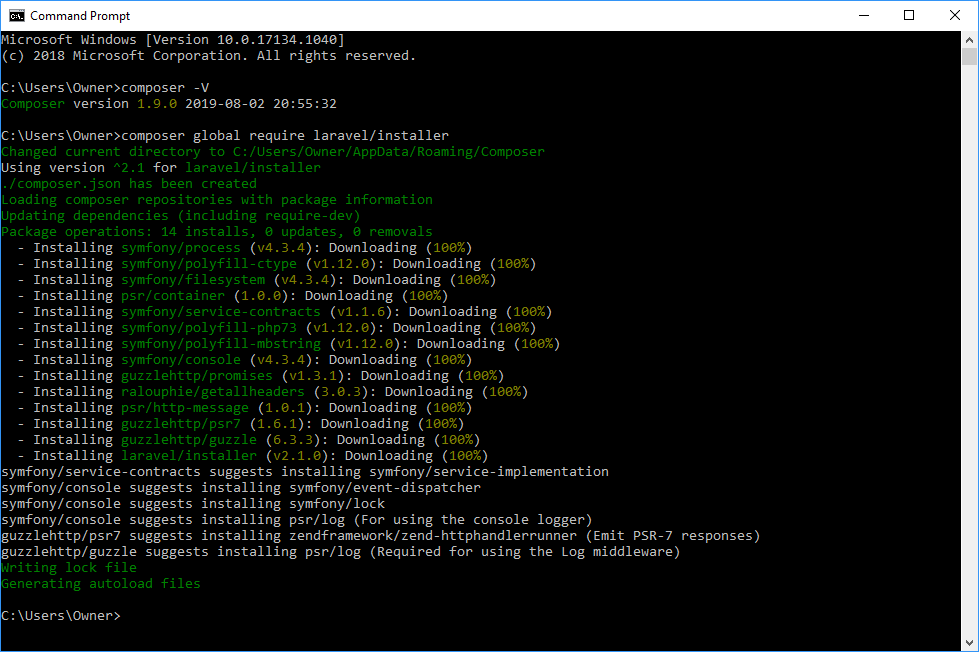 Command Prompt
Microsoft Windows [Version 10.0.17134.1040]
(c) 2018 Microsoft Corporation. All rights reserved.
C:\Users\Owner>composer -V
Composer version 1.9.0 2019-08-02 20:55:32
C:\Users\Owner>composer global require laravel/installer
Changed current directory to C:/Users/Owner/AppData/Roaming/Composer
Using version ^2.1 for laravel/installer
./composer.json has been created
Loading composer repositories with package information
Updating dependencies (including require-dev)
Package operations: 14 installs, 0 updates, 0 removals
  - Installing symfony/process (v4.3.4): Downloading (100%)
  - Installing symfony/polyfill-ctype (v1.12.0): Downloading (100%)
  - Installing symfony/filesystem (v4.3.4): Downloading (100%)
  - Installing psr/container (1.0.0): Downloading (100%)
  - Installing symfony/service-contracts (v1.1.6): Downloading (100%)
  - Installing symfony/polyfill-php73 (v1.12.0): Downloading (100%)
  - Installing symfony/polyfill-mbstring (v1.12.0): Downloading (100%)
  - Installing symfony/console (v4.3.4): Downloading (100%)
  - Installing guzzlehttp/promises (v1.3.1): Downloading (100%)
  - Installing ralouphie/getallheaders (3.0.3): Downloading (100%)
  - Installing psr/http-message (1.0.1): Downloading (100%)
  - Installing guzzlehttp/psr7 (1.6.1): Downloading (100%)
  - Installing guzzlehttp/guzzle (6.3.3): Downloading (100%)
  - Installing laravel/installer (v2.1.0): Downloading (100%)
symfony/service-contracts suggests installing symfony/service-implementation
symfony/console suggests installing symfony/event-dispatcher
symfony/console suggests installing symfony/lock
symfony/console suggests installing psr/log (For using the console logger)
guzzlehttp/psr7 suggests installing zendframework/zend-httphandlerrunner (Emit PSR-7 responses)
guzzlehttp/guzzle suggests installing psr/log (Required for using the Log middleware)
Writing lock file
Generating autoload files
C:\Users\Owner>